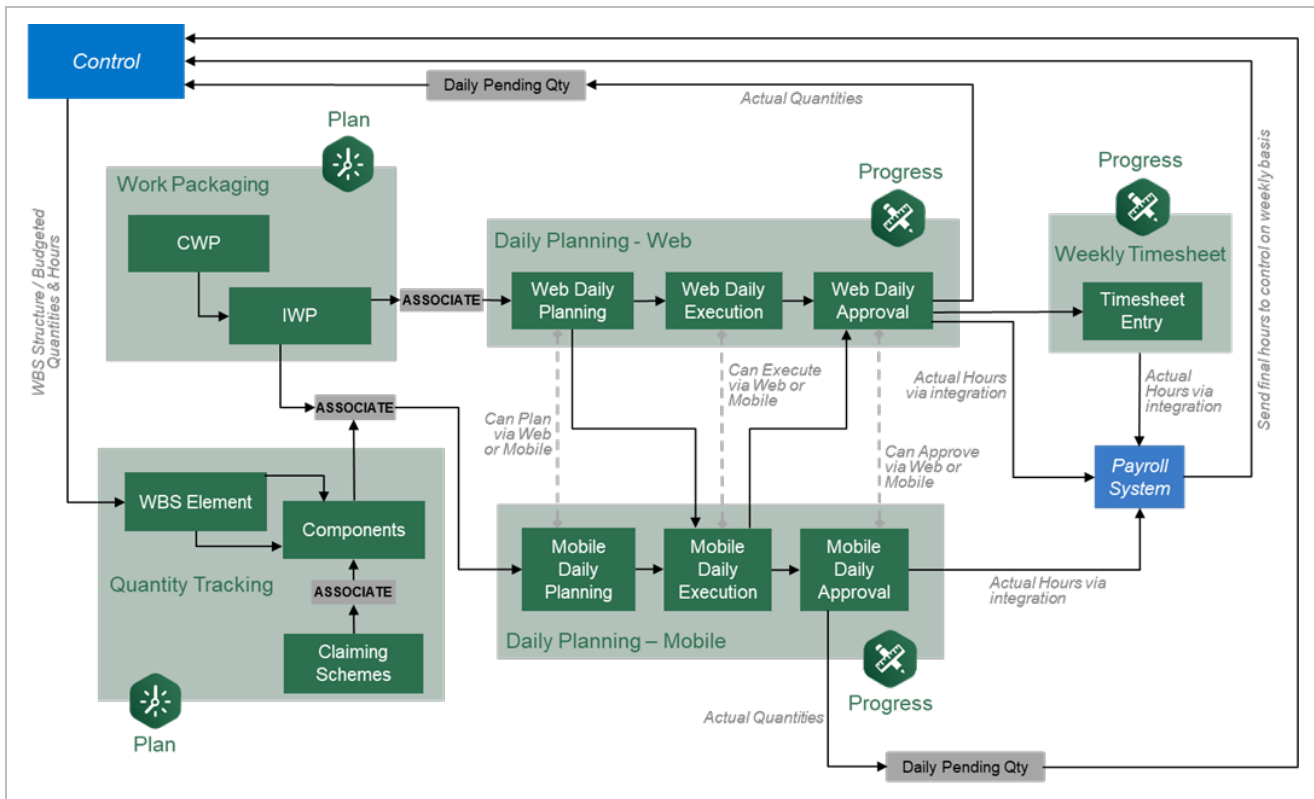 Control
Daily Pending Qty
Actual Quantities
Plan
Work Packaging
CWP
IWP
ASSOCIATE
Progress
Daily Planning - Web
Web Daily
Planning
Web Daily
Execution
Web Daily
Approval
Progress
Weekly Timesheet
Timesheet
Entry
WBS Structure / Budgeted
Quantities & Hours
Send final hours to control on weekly basis
Can Plan
via Web
or Mobile
Can Execute
via Web or
Mobile
Actual Hours
via integration
Can Approve
via Web or
Mobile
Actual
Hours via
integration
Payroll
System
ASSOCIATE
WBS Element
Components
Quantity Tracking
ASSOCIATE
Claiming
Schemes
Plan
Mobile
Daily
Planning
Mobile
Daily
Execution
Mobile
Daily
Approval
Daily Planning – Mobile
Actual Hours via
integration
Progress
Actual Quantities
Daily Pending Qty